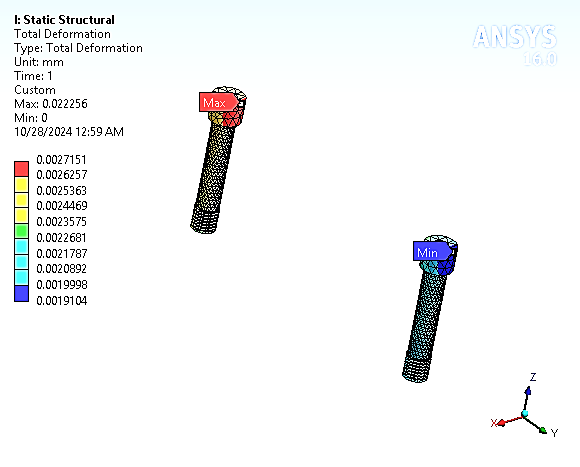 I: Static Structural
Total Deformation
Type: Total Deformation
Unit: mm
Time: 1
Custom
Max: 0.022256
Min: 0
10/28/2024 12:59 AM
ANSYS
16.0
0.0027151
0.0026257
0.0025363
0.0024469
0.0023575
0.0022681
0.0021787
0.0020892
0.0019998
0.0019104
Max
Min
Z
X
Y